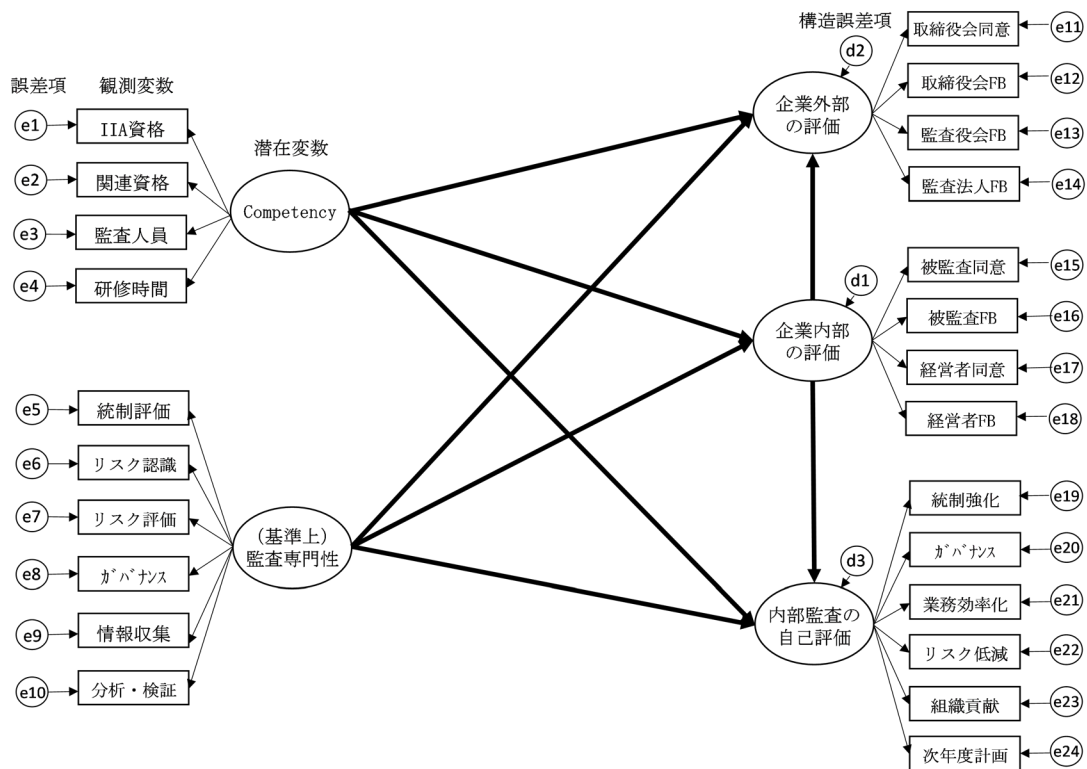 誤差項
観測変数
e1
IIA資格
e2
関連資格
e3
監査人員
e4
研修時間
潜在変数
Competency
e5
統制評価
e6
リスク認識
e7
リスク評価
e8
ｶﾞﾊﾞﾅﾝｽ
e9
情報収集
e10
分析・検証
(基準上)
監査専門性
構造誤差項
d2
企業外部
の評価
取締役会同意
e11
取締役会FB
e12
監査役会FB
e13
監査法人FB
e14
d1
企業内部
の評価
被監査同意
e15
被監査FB
e16
経営者同意
e17
経営者FB
e18
d3
内部監査の
自己評価
統制強化
e19
ｶﾞﾊﾞﾅﾝｽ
e20
業務効率化
e21
リスク低減
e22
組織貢献
e23
次年度計画
e24